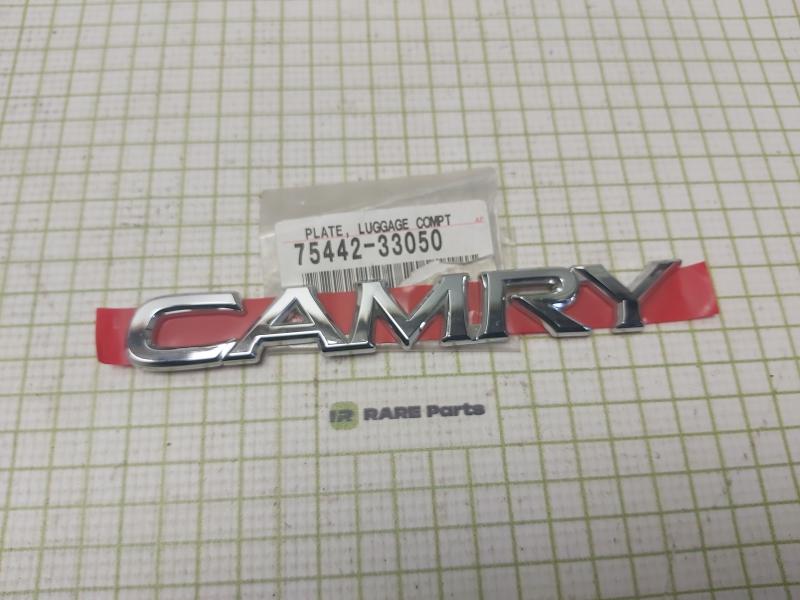 PLATE, LUGGAGE COMPT
75442-33050
CAMRY
RARE Parts